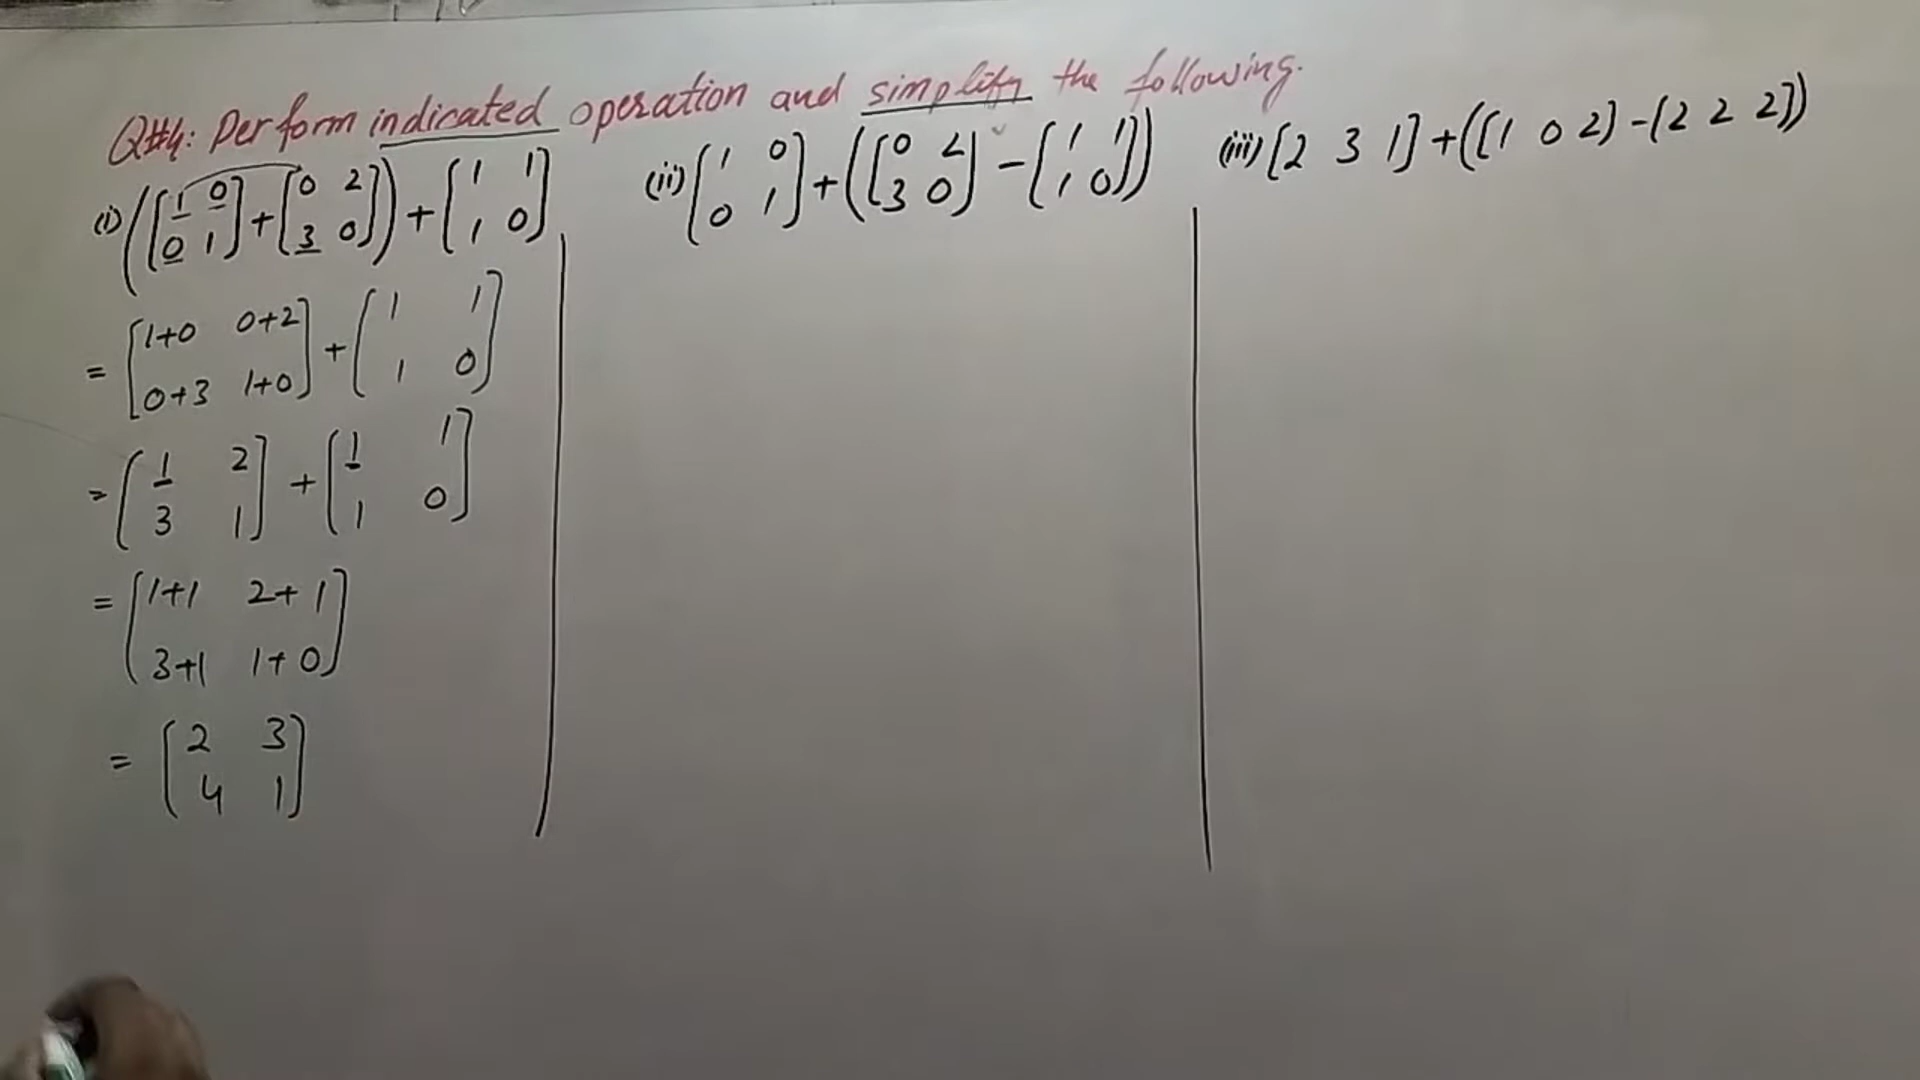 Q#4: Perform indicated operation and simplify the following.
(i) ([1 0
0 1] + [0 2
3 0]) + [1 1
1 0]
= [1+0 0+2
0+3 1+0] + [1 1
1 0]
= [1 2
3 1] + [1 1
1 0]
= [1+1 2+1
3+1 1+0]
= [2 3
4 1]
(ii) [1 0
0 1] + ([0 2
3 0] - [1 1
1 0])
(iii) [2 3 1] + ([1 0 2] - [2 2 2])